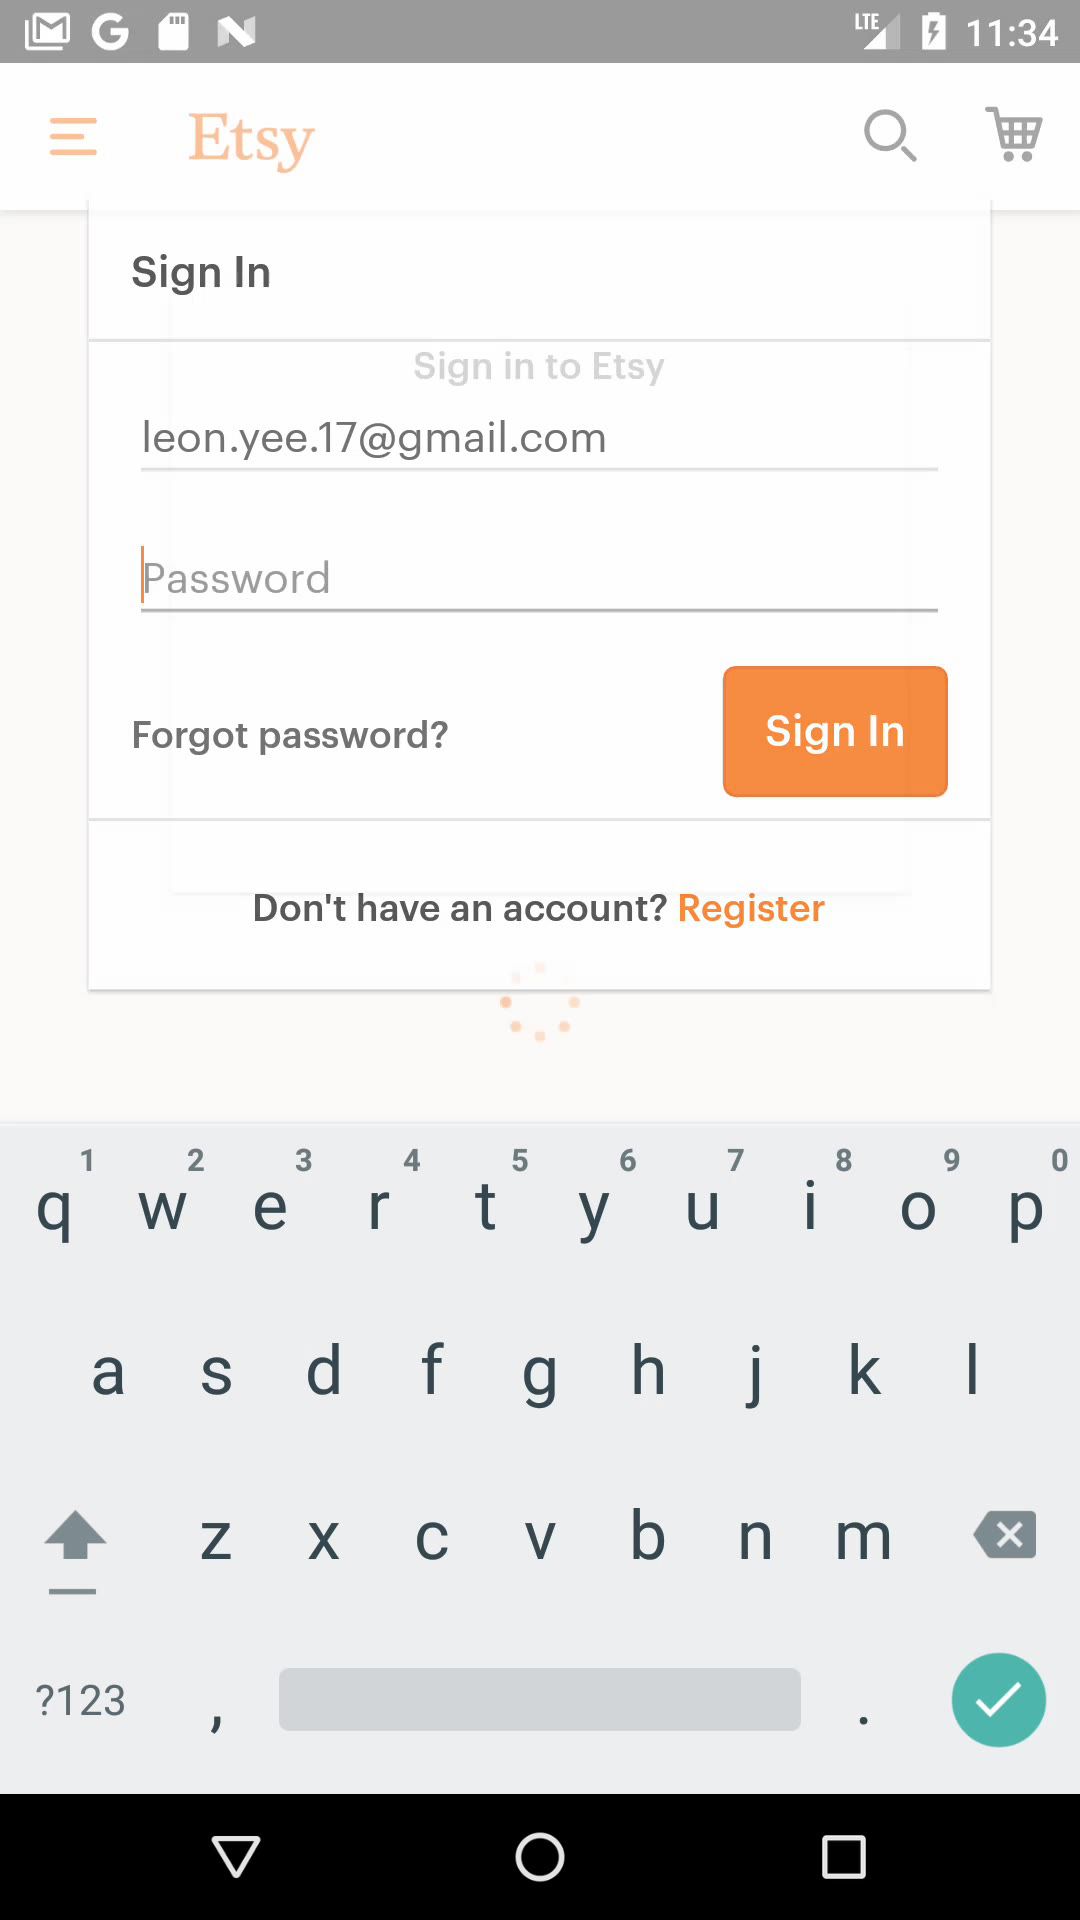 LTE 11:34
Etsy
Sign In
Sign in to Etsy
leon.yee.17@gmail.com
Password
Forgot password?
Sign In
Don't have an account? Register
1 2 3 4 5 6 7 8 9 0
q w e r t y u i o p
a s d f g h j k l
z x c v b n m
?123 , .